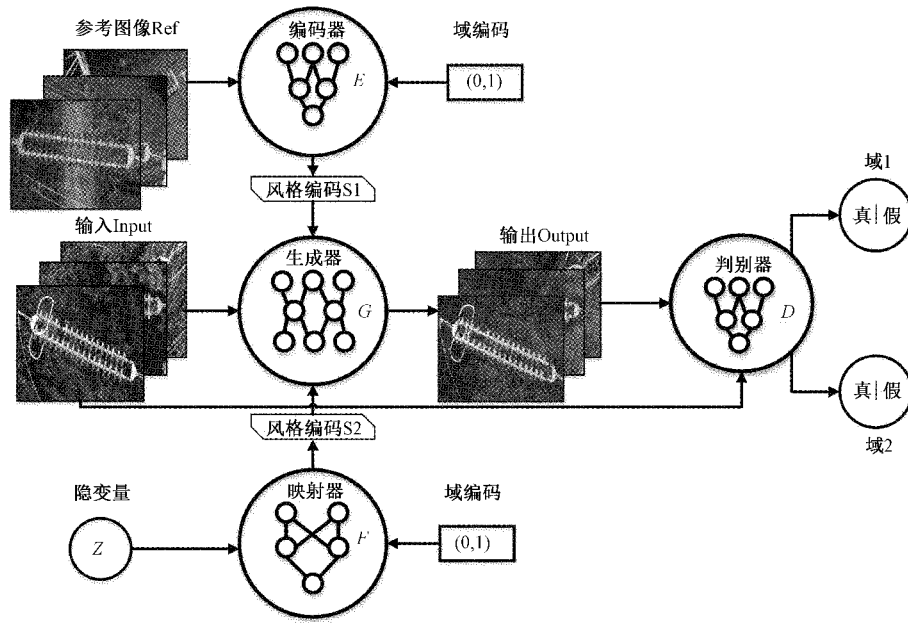 参考图像Ref
编码器
E
域编码
(0,1)
风格编码S1
域1
真|假
输入Input
生成器
G
输出Output
判别器
D
真|假
域2
风格编码S2
隐变量
Z
映射器
F
域编码
(0,1)